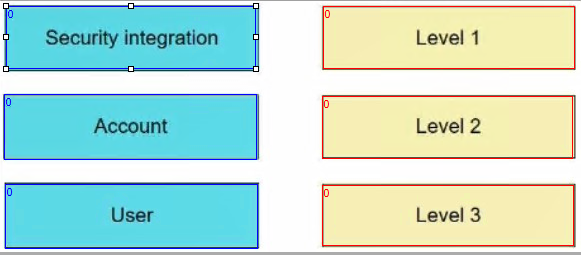 0
Security integration
0
Level 1
0
Account
0
Level 2
0
User
0
Level 3